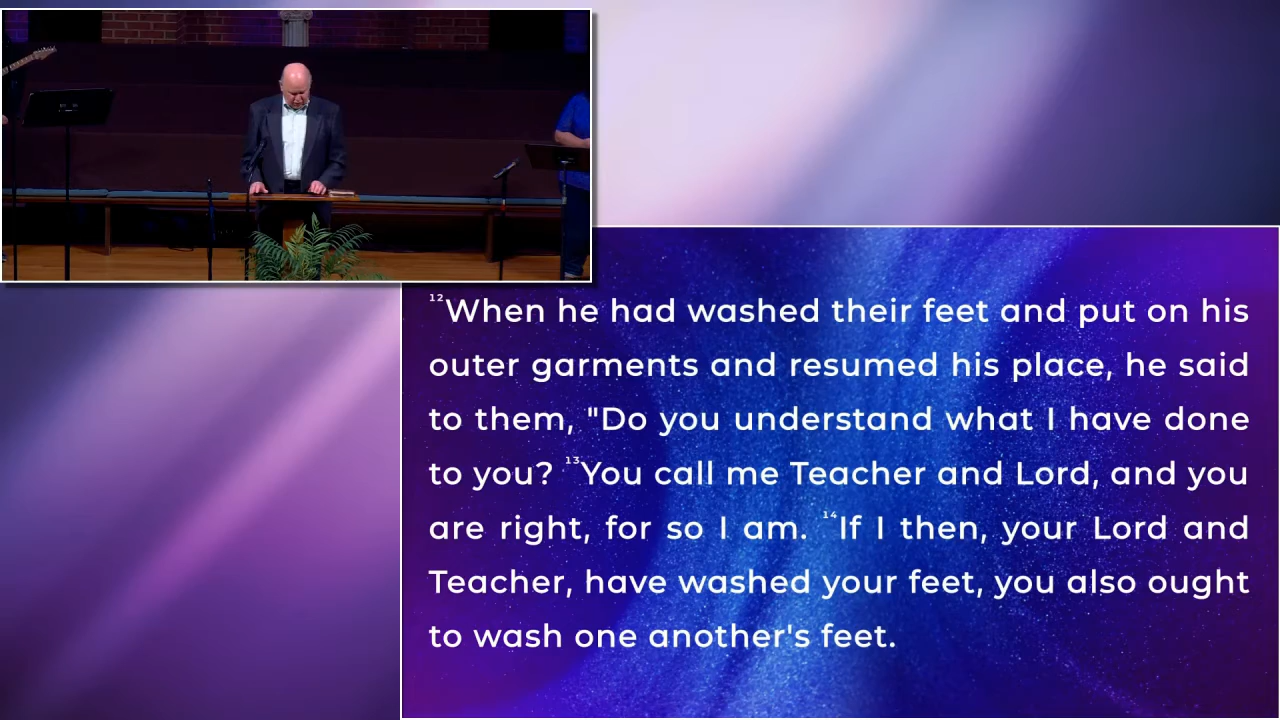 ¹²When he had washed their feet and put on his
outer garments and resumed his place, he said
to them, "Do you understand what I have done
to you? ¹³You call me Teacher and Lord, and you
are right, for so I am. ¹⁴If I then, your Lord and
Teacher, have washed your feet, you also ought
to wash one another's feet.